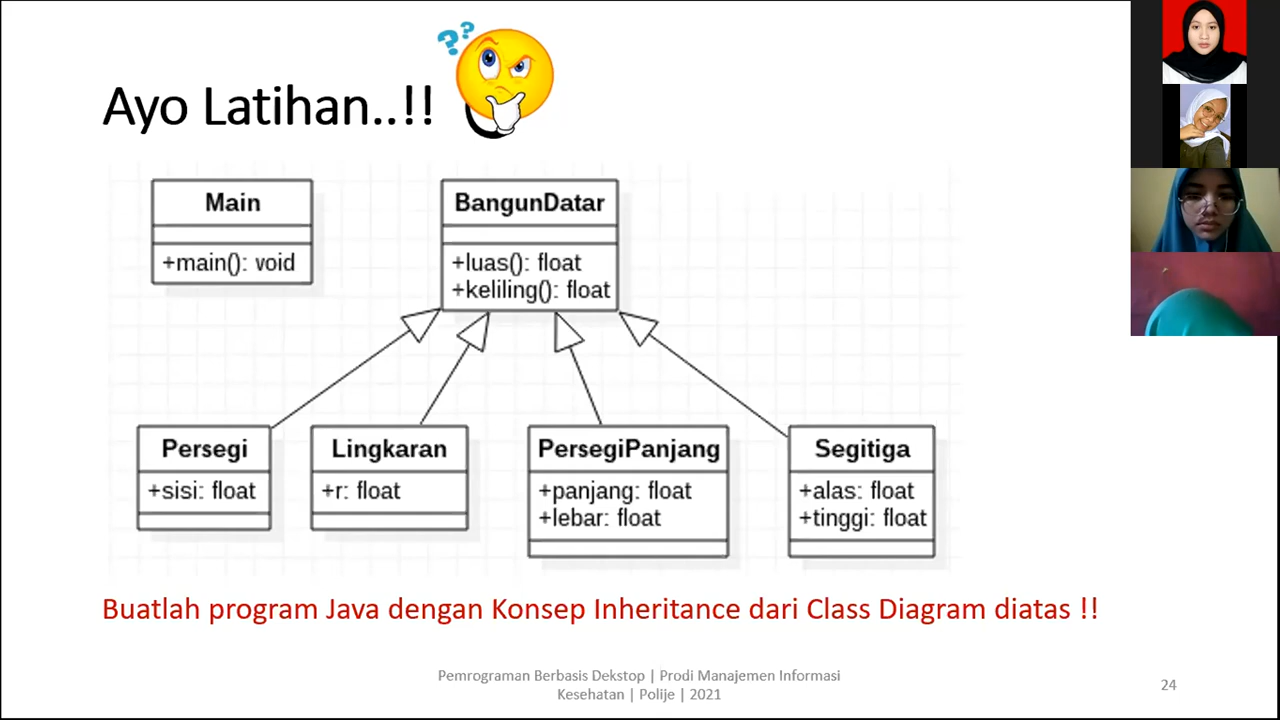 ??
Ayo Latihan..!!
Main
+main(): void
BangunDatar
+luas(): float
+keliling(): float
Persegi
+sisi: float
Lingkaran
+r: float
PersegiPanjang
+panjang: float
+lebar: float
Segitiga
+alas: float
+tinggi: float
Buatlah program Java dengan Konsep Inheritance dari Class Diagram diatas !!
Pemrograman Berbasis Dekstop | Prodi Manajemen Informasi
Kesehatan | Polije | 2021
24